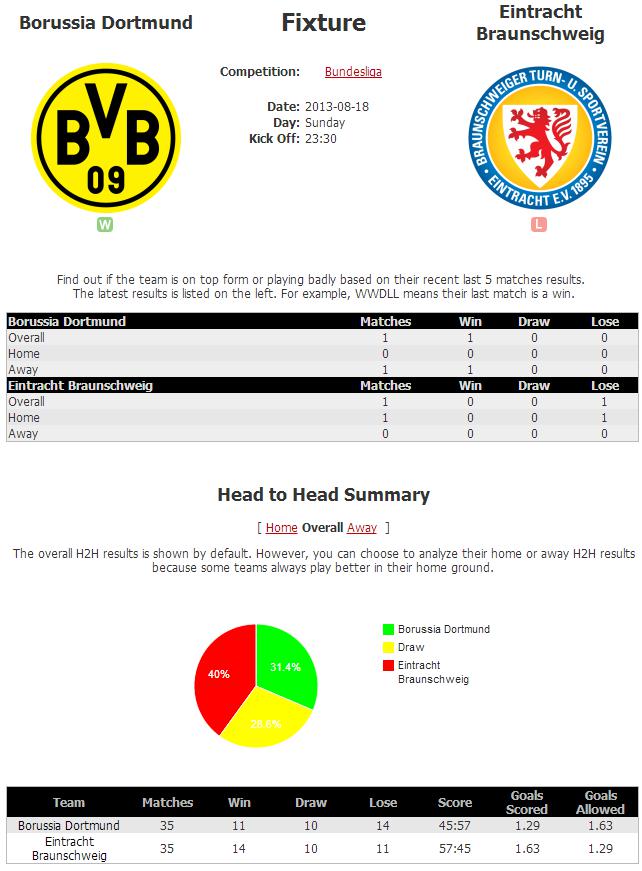 Borussia Dortmund
Fixture
Eintracht
Braunschweig
Competition: Bundesliga
Date: 2013-08-18
Day: Sunday
Kick Off: 23:30
BVB
09
BRAUNSCHWEIGER TURN- U. SPORTVEREIN
EINTRACHT E.V. 1895
W
L
Find out if the team is on top form or playing badly based on their recent last 5 matches results.
The latest results is listed on the left. For example, WWDLL means their last match is a win.
Borussia Dortmund Matches Win Draw Lose
Overall 1 1 0 0
Home 0 0 0 0
Away 1 1 0 0
Eintracht Braunschweig Matches Win Draw Lose
Overall 1 0 0 1
Home 1 0 0 1
Away 0 0 0 0
Head to Head Summary
[ Home Overall Away ]
The overall H2H results is shown by default. However, you can choose to analyze their home or away H2H results
because some teams always play better in their home ground.
40%
31.4%
28.6%
Borussia Dortmund
Draw
Eintracht
Braunschweig
Team Matches Win Draw Lose Score Goals Scored Goals Allowed
Borussia Dortmund 35 11 10 14 45:57 1.29 1.63
Eintracht Braunschweig 35 14 10 11 57:45 1.63 1.29